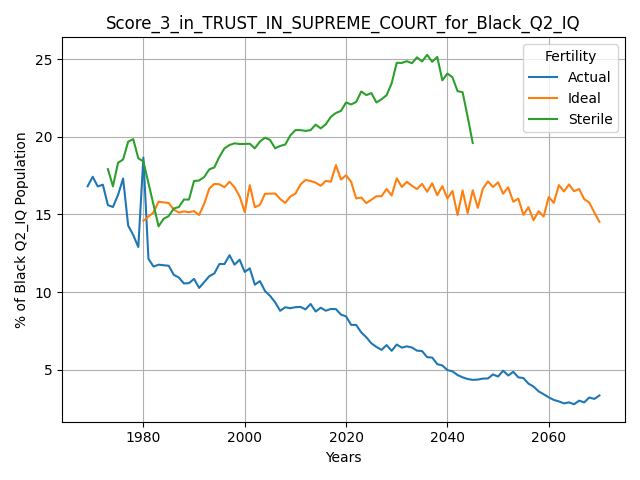 Score_3_in_TRUST_IN_SUPREME_COURT_for_Black_Q2_IQ
Fertility
Actual
Ideal
Sterile
% of Black Q2_IQ Population
25
20
15
10
5
1980
2000
2020
2040
2060
Years